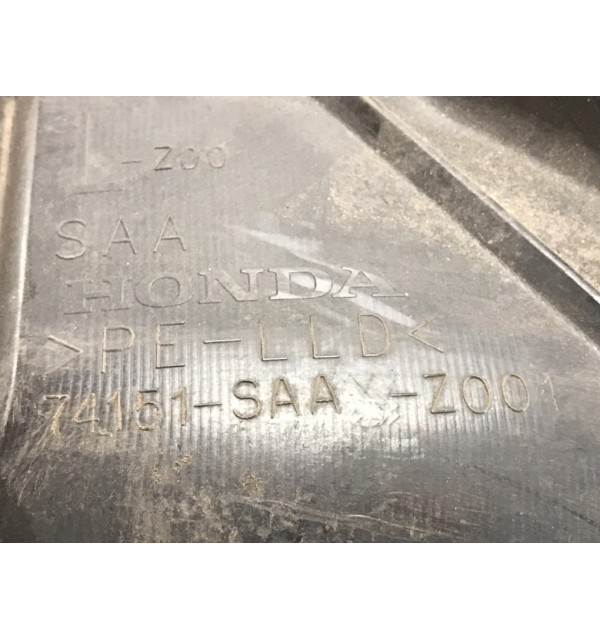 -Z00
SAA
HONDA
>PE-LLD<
74151-SAA -Z001